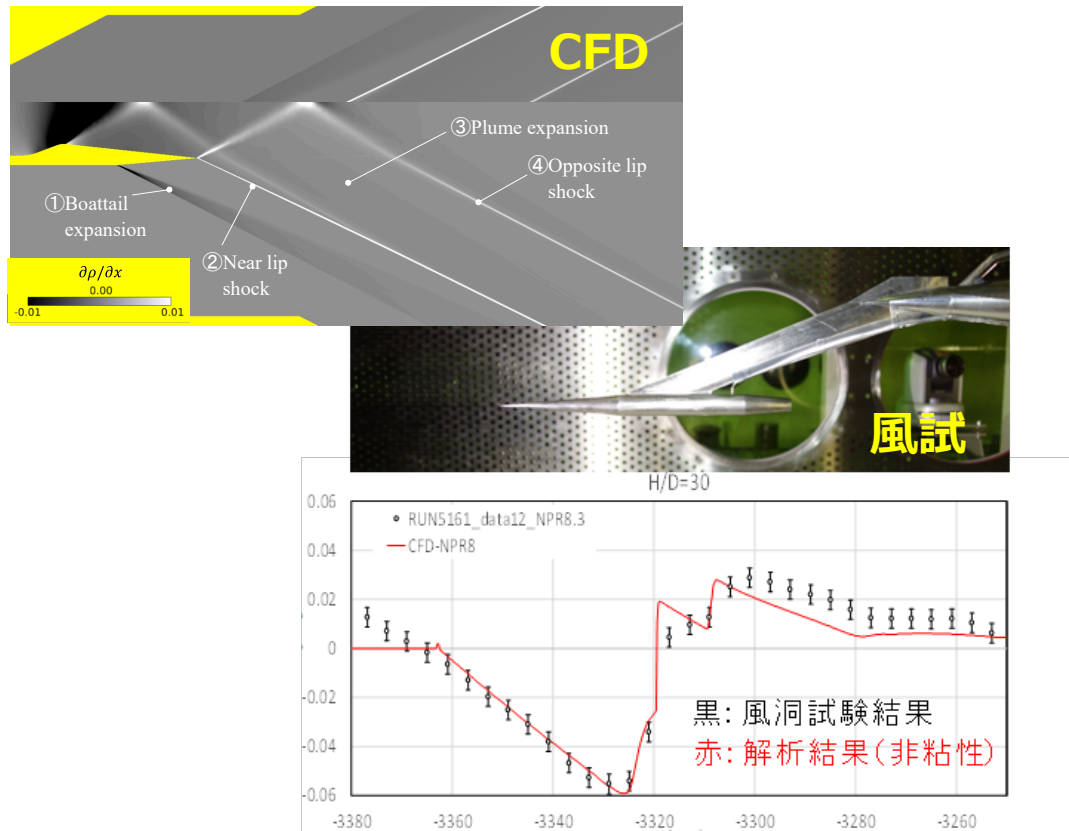 CFD
③Plume expansion
④Opposite lip
shock
①Boattail
expansion
②Near lip
shock
∂ρ/∂x
0.00
-0.01
0.01
風試
H/D=30
RUN5161_data12_NPR8.3
CFD-NPR8
0.06
0.04
0.02
0
-0.02
-0.04
-0.06
黒: 風洞試験結果
赤: 解析結果(非粘性)
-3380
-3360
-3340
-3320
-3300
-3280
-3260